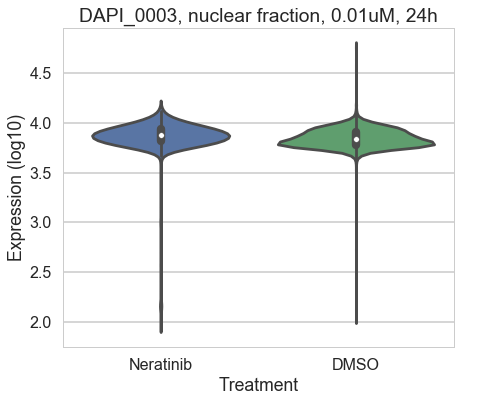 DAPI_0003, nuclear fraction, 0.01uM, 24h
Expression (log10)
4.5
4.0
3.5
3.0
2.5
2.0
Neratinib DMSO
Treatment